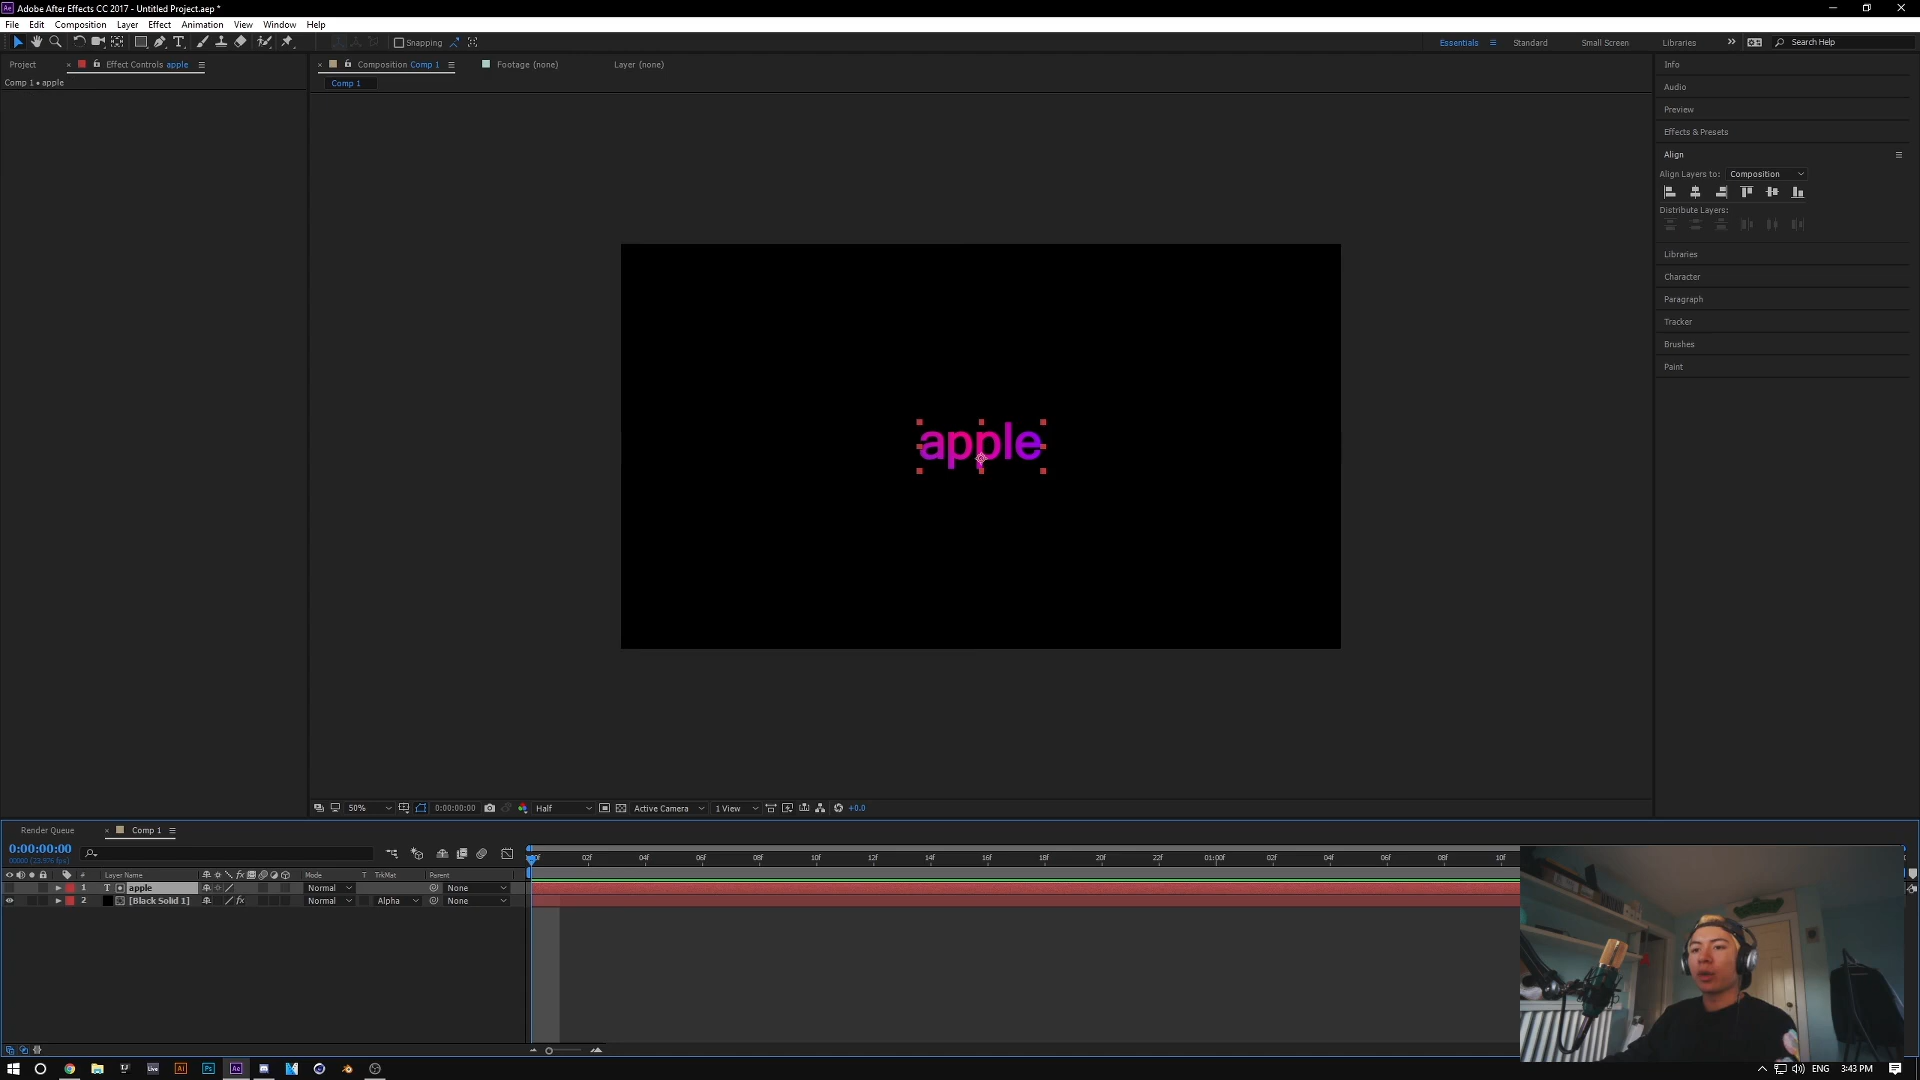 Adobe After Effects CC 2017 - Untitled Project.aep *
File Edit Composition Layer Effect Animation View Window Help
Snapping
Essentials Standard Small Screen Libraries Search Help
Project Effect Controls apple
Composition Comp 1 Footage (none) Layer (none)
Comp 1 • apple
Comp 1
Info
Audio
Preview
Effects & Presets
Align
Align Layers to: Composition
Distribute Layers:
Libraries
Character
Paragraph
Tracker
Brushes
Paint
apple
50% 0:00:00:00 Half Active Camera 1 View +0.0
Render Queue Comp 1
0:00:00:00
00000 (23.976 fps)
02f 04f 06f 08f 10f 12f 14f 16f 18f 20f 22f 01:00f 02f 04f 06f 08f 10f
# Layer Name Mode T TrkMat Parent
1 T apple Normal None
2 [Black Solid 1] Normal Alpha None
Live Ai Ps Ae
ENG 3:43 PM